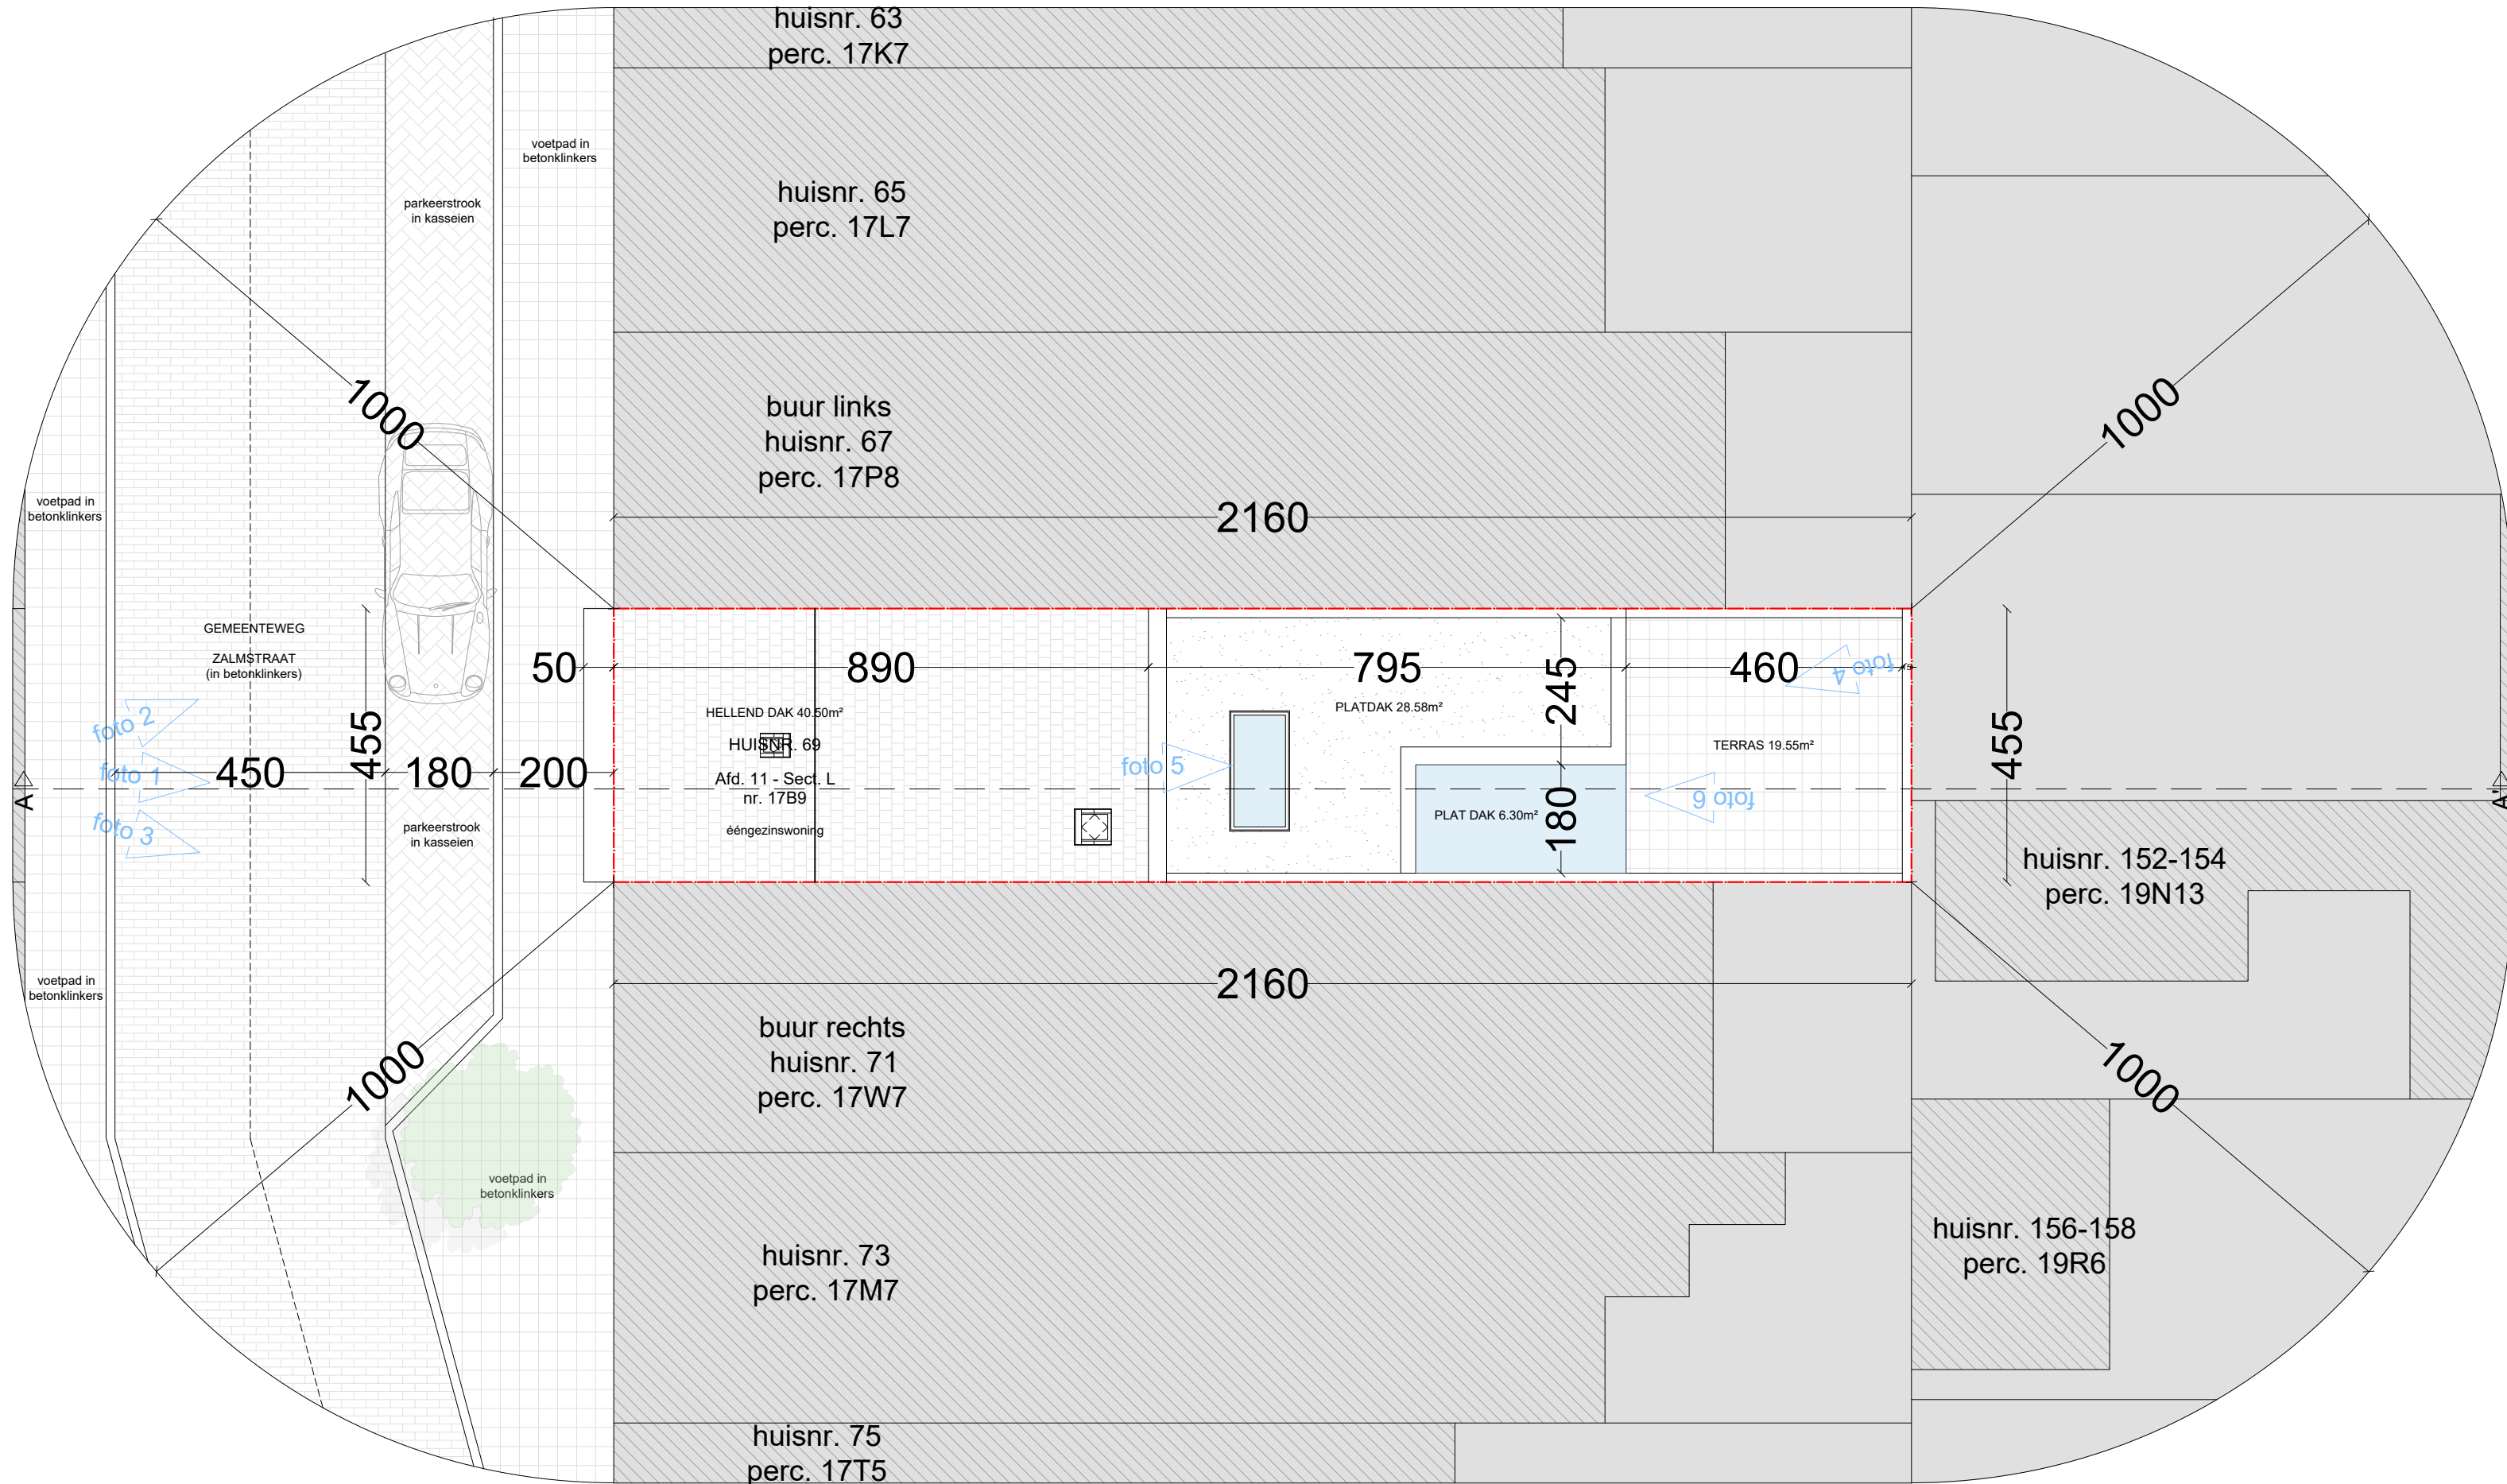 huisnr. 63
perc. 17K7
voetpad in
betonklinkers
parkeerstrook
in kasseien
huisnr. 65
perc. 17L7
1000
1000
buur links
huisnr. 67
perc. 17P8
voetpad in
betonklinkers
2160
GEMEENTEWEG
ZALMSTRAAT
(in betonklinkers)
50
890
795
245
460
foto 4
HELLEND DAK 40.50m²
PLATDAK 28.58m²
foto 2
455
HUISNR. 69
TERRAS 19.55m²
455
foto 1
450
180
200
Afd. 11 - Sect. L
nr. 17B9
foto 5
foto 6
A
A'
foto 3
parkeerstrook
in kasseien
ééngezinswoning
PLAT DAK 6.30m²
180
huisnr. 152-154
perc. 19N13
voetpad in
betonklinkers
2160
buur rechts
huisnr. 71
perc. 17W7
1000
1000
voetpad in
betonklinkers
huisnr. 73
perc. 17M7
huisnr. 156-158
perc. 19R6
huisnr. 75
perc. 17T5